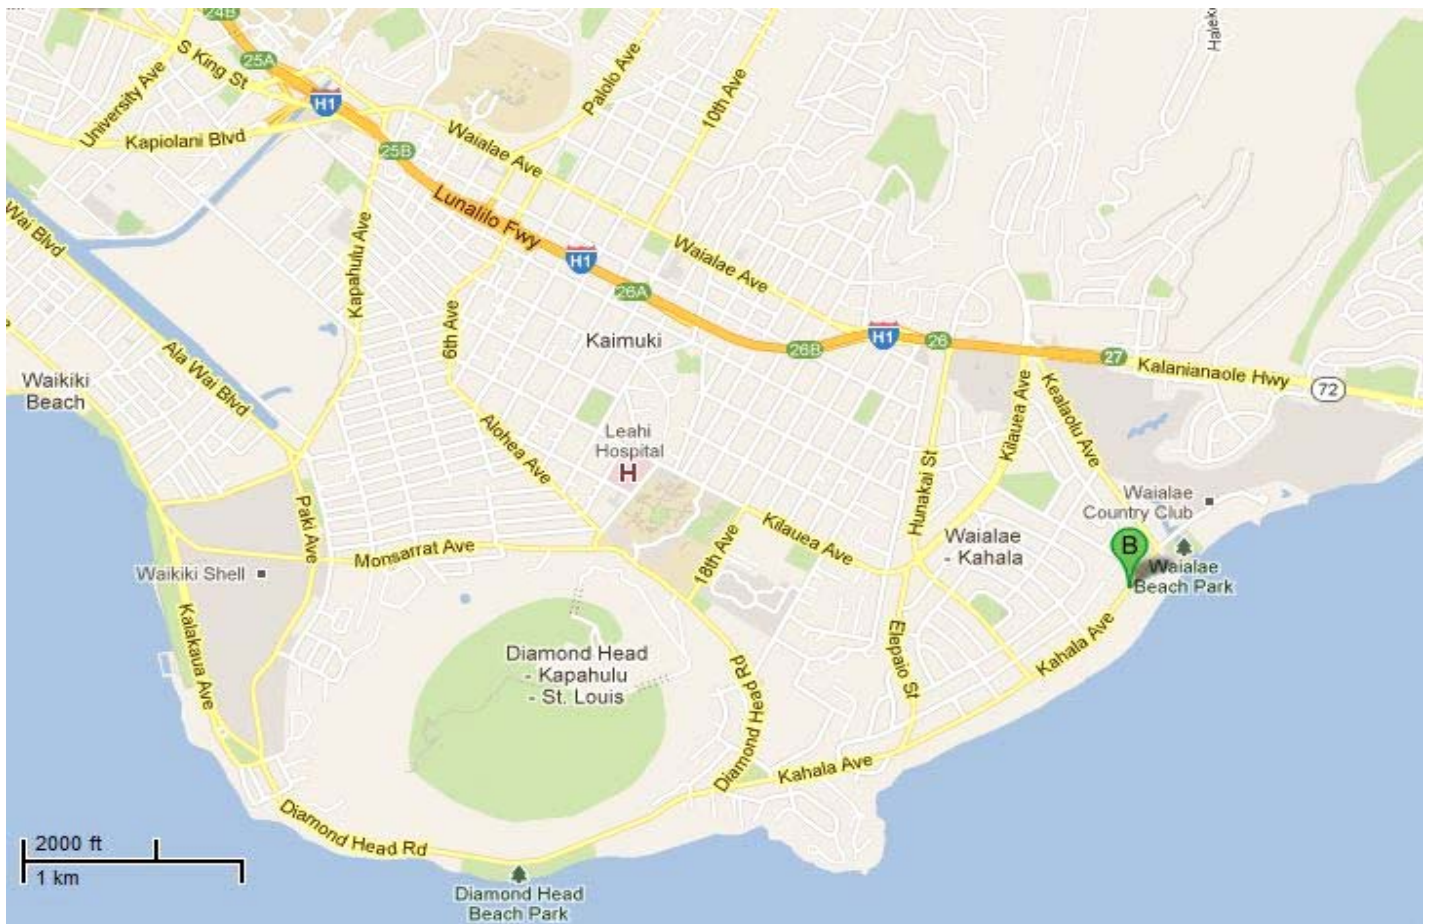 24B
25A
S King St
University Ave
H1
Kapiolani Blvd
25B
Palolo Ave
10th Ave
Waialae Ave
Lunalilo Fwy
Wai Blvd
Kapahulu Ave
H1
Waialae Ave
26A
6th Ave
Kaimuki
H1
26B
26
27
Kalanianaole Hwy
72
Waikiki
Beach
Ala Wai Blvd
Alohea Ave
Leahi
Hospital
H
Kilauea Ave
Kealaolu Ave
Hunakai St
Waialae
Country Club
Paki Ave
Monsarrat Ave
18th Ave
Kilauea Ave
Waialae
- Kahala
B
Waialae
Beach Park
Waikiki Shell
Kalakaua Ave
Diamond Head
- Kapahulu
- St. Louis
Diamond Head Rd
Elepaio St
Kahala Ave
Kahala Ave
Diamond Head Rd
2000 ft
1 km
Diamond Head
Beach Park